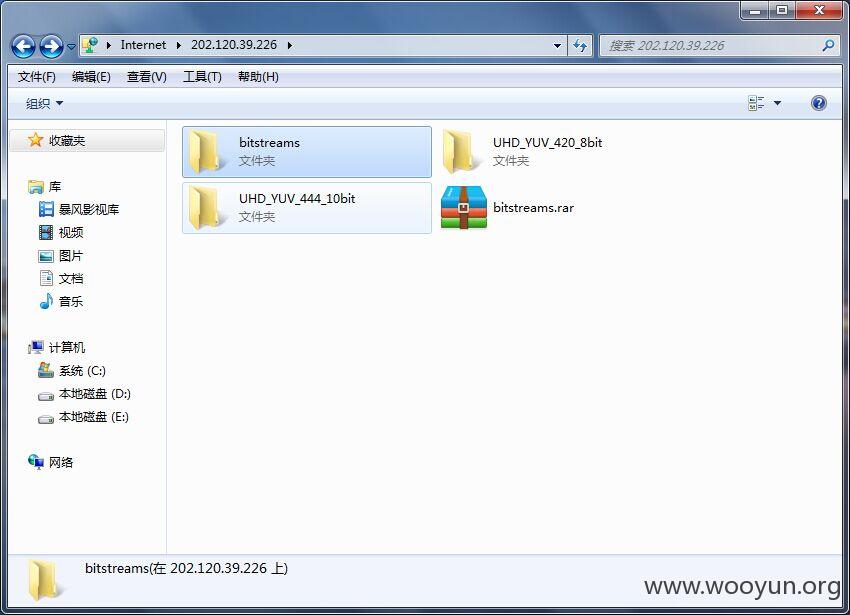 Internet 202.120.39.226
搜索 202.120.39.226
文件(F) 编辑(E) 查看(V) 工具(T) 帮助(H)
组织
收藏夹
库
暴风影视库
视频
图片
文档
音乐
计算机
系统 (C:)
本地磁盘 (D:)
本地磁盘 (E:)
网络
bitstreams
文件夹
UHD_YUV_420_8bit
文件夹
UHD_YUV_444_10bit
文件夹
bitstreams.rar
bitstreams(在 202.120.39.226 上)
www.wooyun.org